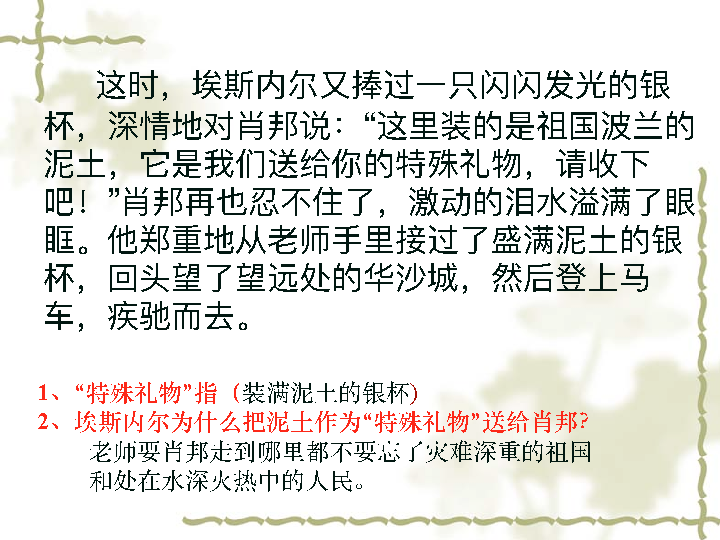 这时，埃斯内尔又捧过一只闪闪发光的银
杯，深情地对肖邦说：“这里装的是祖国波兰的
泥土，它是我们送给你的特殊礼物，请收下
吧！”肖邦再也忍不住了，激动的泪水溢满了眼
眶。他郑重地从老师手里接过了盛满泥土的银
杯，回头望了望远处的华沙城，然后登上马
车，疾驰而去。
1、“特殊礼物”指（装满泥土的银杯）
2、埃斯内尔为什么把泥土作为“特殊礼物”送给肖邦？
老师要肖邦走到哪里都不要忘了灾难深重的祖国
和处在水深火热中的人民。